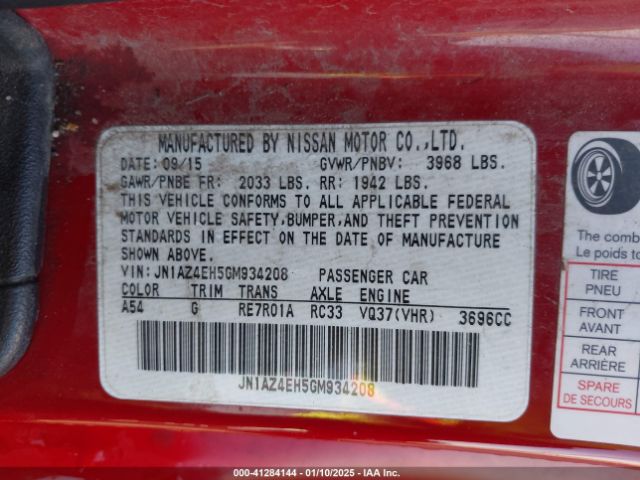 MANUFACTURED BY NISSAN MOTOR CO.,LTD.
DATE: 09/15 GVWR/PNBV: 3968 LBS.
GAWR/PNBE FR: 2033 LBS. RR: 1942 LBS.
THIS VEHICLE CONFORMS TO ALL APPLICABLE FEDERAL
MOTOR VEHICLE SAFETY,BUMPER,AND THEFT PREVENTION
STANDARDS IN EFFECT ON THE DATE OF MANUFACTURE
SHOWN ABOVE.
VIN: JN1AZ4EH5GM934208 PASSENGER CAR
COLOR TRIM TRANS AXLE ENGINE
A54 G RE7R01A RC33 VQ37(VHR) 3696CC
JN1AZ4EH5GM934208
The comb
Le poids to
TIRE
PNEU
FRONT
AVANT
REAR
ARRIÈRE
SPARE
DE SECOURS
000-41284144 — 01/10/2025 — IAA Inc.